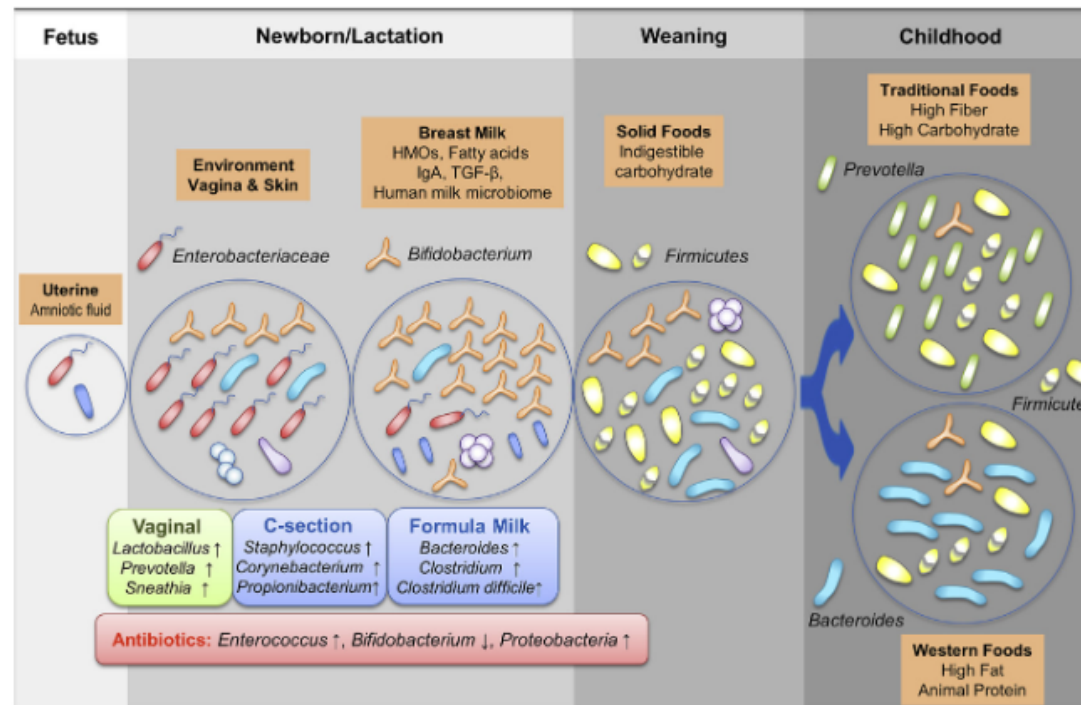 Fetus
Newborn/Lactation
Weaning
Childhood
Uterine
Amniotic fluid
Environment
Vagina & Skin
Enterobacteriaceae
Breast Milk
HMOs, Fatty acids
IgA, TGF-β,
Human milk microbiome
Bifidobacterium
Solid Foods
Indigestible
carbohydrate
Firmicutes
Traditional Foods
High Fiber
High Carbohydrate
Prevotella
Firmicutes
Bacteroides
Western Foods
High Fat
Animal Protein
Vaginal
Lactobacillus ↑
Prevotella ↑
Sneathia ↑
C-section
Staphylococcus ↑
Corynebacterium ↑
Propionibacterium↑
Formula Milk
Bacteroides ↑
Clostridium ↑
Clostridium difficile↑
Antibiotics: Enterococcus ↑, Bifidobacterium ↓, Proteobacteria ↑